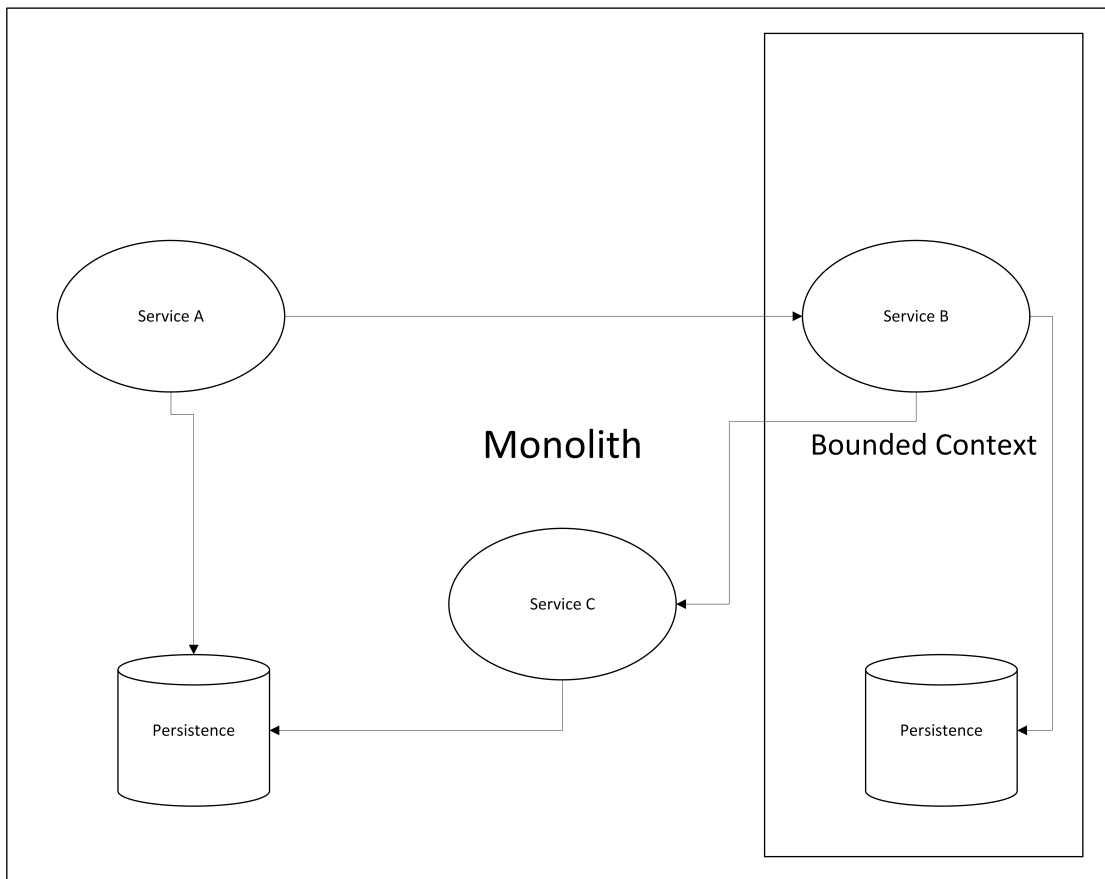 Service A
Service B
Monolith
Bounded Context
Service C
Persistence
Persistence